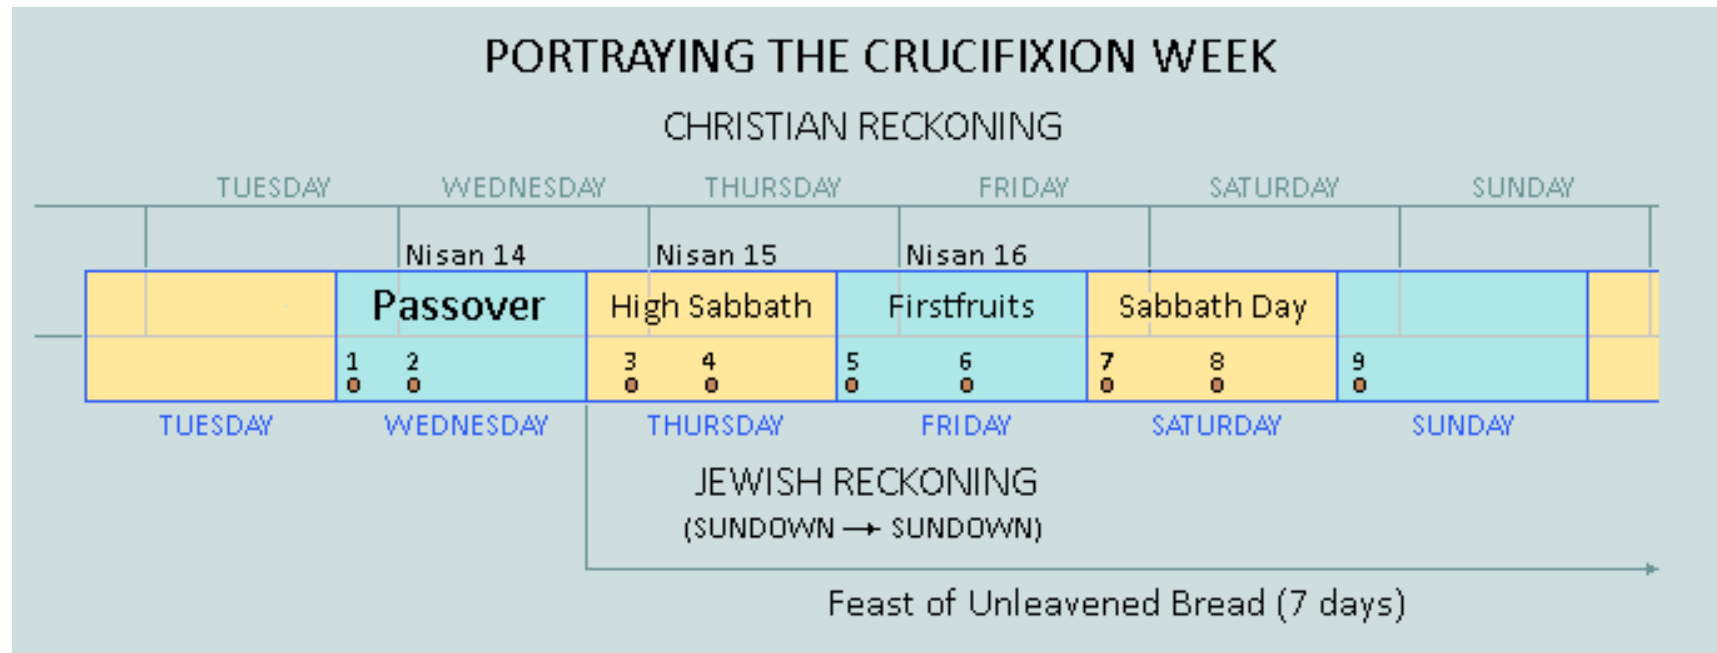 PORTRAYING THE CRUCIFIXION WEEK
CHRISTIAN RECKONING
TUESDAY WEDNESDAY THURSDAY FRIDAY SATURDAY SUNDAY
Nisan 14 Nisan 15 Nisan 16
Passover High Sabbath Firstfruits Sabbath Day
1 2 3 4 5 6 7 8 9
TUESDAY WEDNESDAY THURSDAY FRIDAY SATURDAY SUNDAY
JEWISH RECKONING
(SUNDOWN → SUNDOWN)
Feast of Unleavened Bread (7 days)